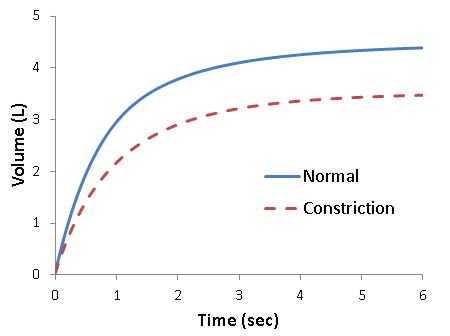 5
4
3
2
1
0
Volume (L)
Normal
Constriction
0 1 2 3 4 5 6
Time (sec)